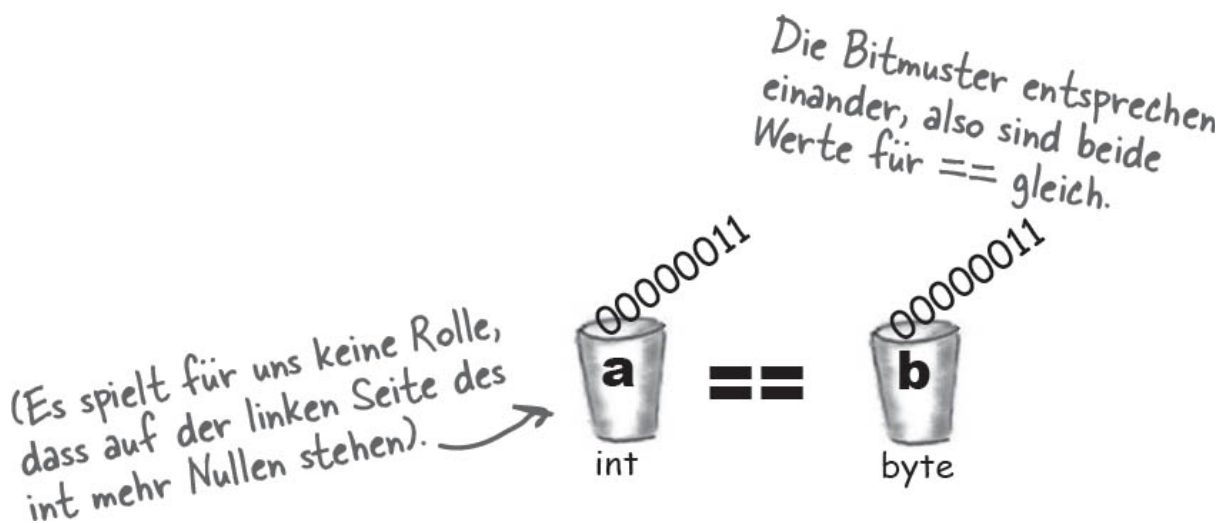 Die Bitmuster entsprechen
einander, also sind beide
Werte für == gleich.
00000011
00000011
a == b
int
byte
(Es spielt für uns keine Rolle,
dass auf der linken Seite des
int mehr Nullen stehen).